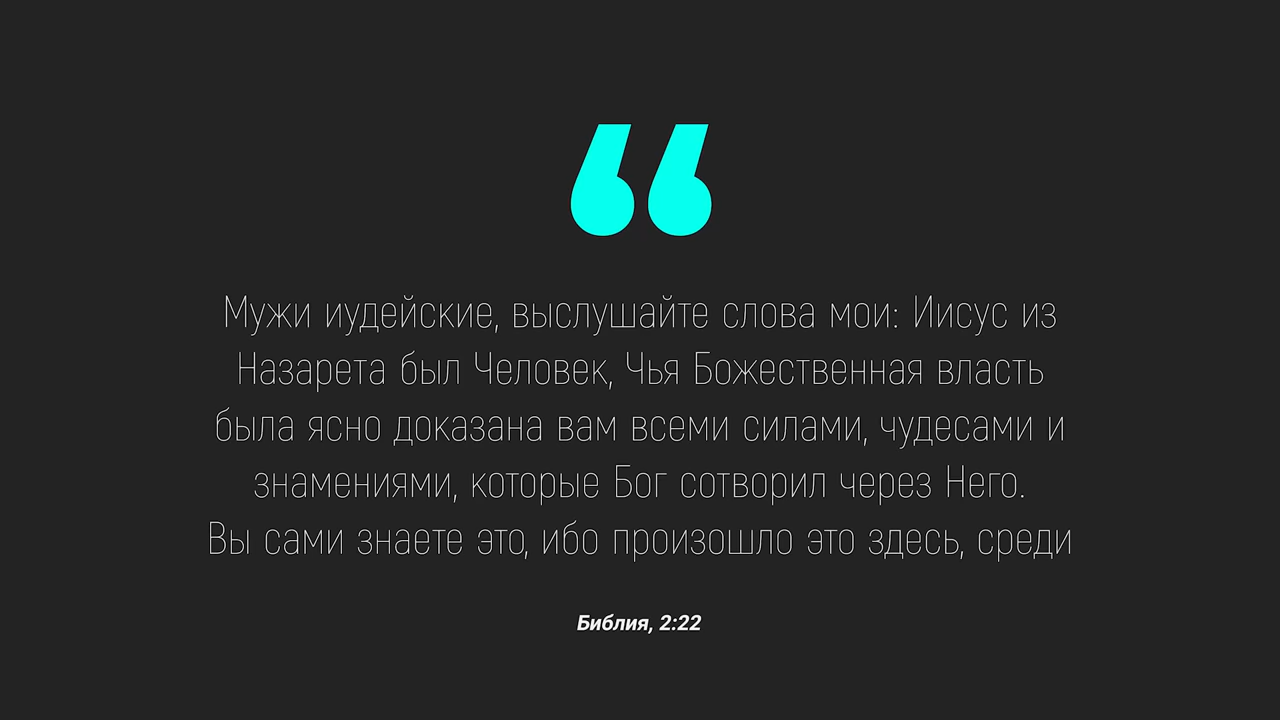 “
Мужи иудейские, выслушайте слова мои: Иисус из
Назарета был Человек, Чья Божественная власть
была ясно доказана вам всеми силами, чудесами и
знамениями, которые Бог сотворил через Него.
Вы сами знаете это, ибо произошло это здесь, среди
Библия, 2:22